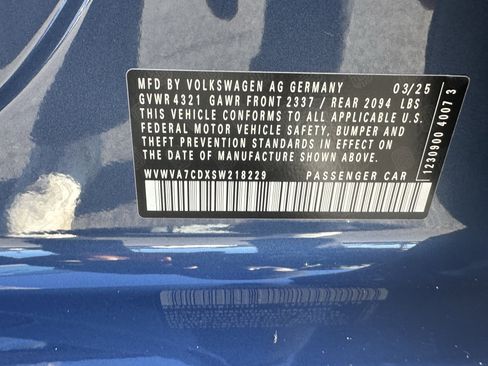 MFD BY VOLKSWAGEN AG GERMANY 03/25
GVWR 4321 GAWR FRONT 2337 / REAR 2094 LBS
THIS VEHICLE CONFORMS TO ALL APPLICABLE
FEDERAL MOTOR VEHICLE SAFETY, BUMPER AND
THEFT PREVENTION STANDARDS IN EFFECT ON
THE DATE OF MANUFACTURE SHOWN ABOVE.
WVWVA7CDXSW218229 PASSENGER CAR
1230900 4007 3